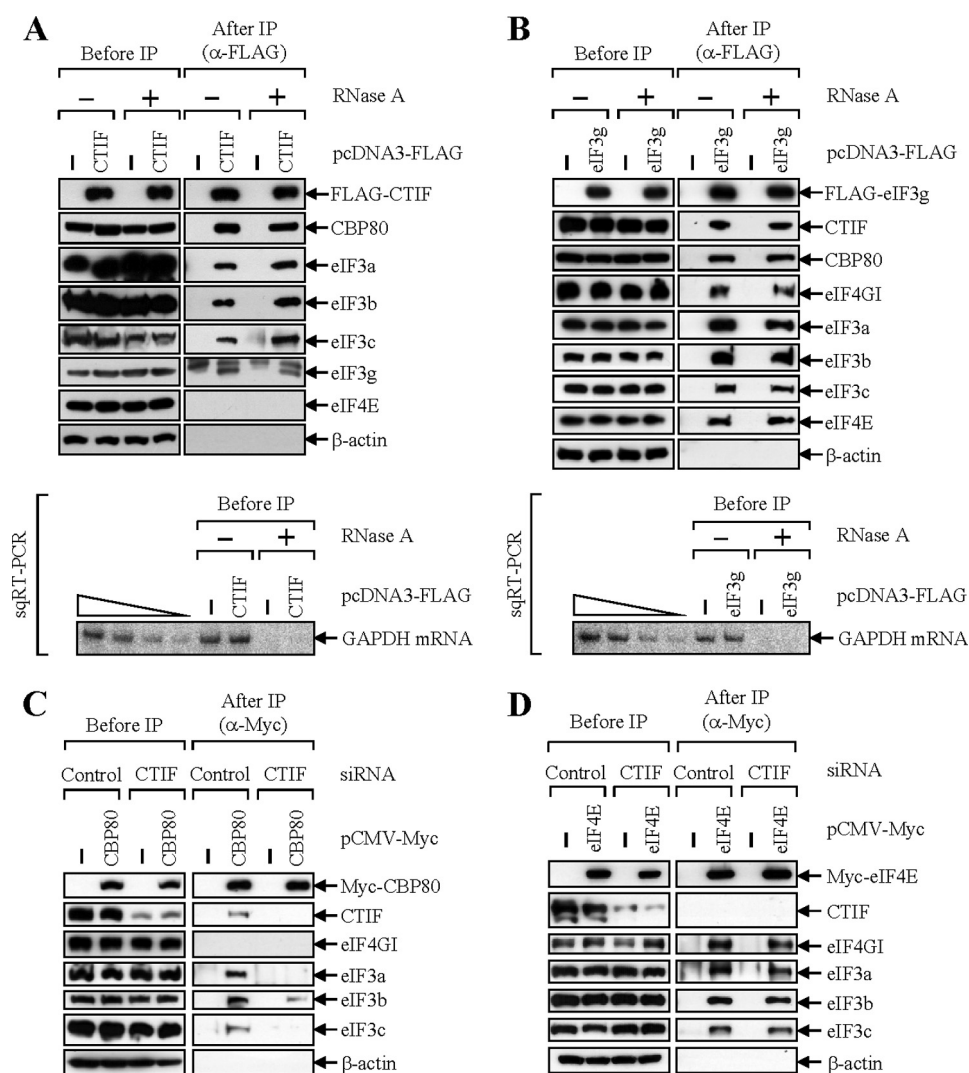 A
Before IP
After IP
(α-FLAG)
− + − +
RNase A
− CTIF − CTIF − CTIF − CTIF
pcDNA3-FLAG
FLAG-CTIF
CBP80
eIF3a
eIF3b
eIF3c
eIF3g
eIF4E
β-actin
sqRT-PCR
Before IP
− +
RNase A
− CTIF − CTIF
pcDNA3-FLAG
GAPDH mRNA
B
Before IP
After IP
(α-FLAG)
− + − +
RNase A
− eIF3g − eIF3g − eIF3g − eIF3g
pcDNA3-FLAG
FLAG-eIF3g
CTIF
CBP80
eIF4GI
eIF3a
eIF3b
eIF3c
eIF4E
β-actin
sqRT-PCR
Before IP
− +
RNase A
− eIF3g − eIF3g
pcDNA3-FLAG
GAPDH mRNA
C
Before IP
After IP
(α-Myc)
Control CTIF Control CTIF
siRNA
− CBP80 − CBP80 − CBP80 − CBP80
pCMV-Myc
Myc-CBP80
CTIF
eIF4GI
eIF3a
eIF3b
eIF3c
β-actin
D
Before IP
After IP
(α-Myc)
Control CTIF Control CTIF
siRNA
− eIF4E − eIF4E − eIF4E − eIF4E
pCMV-Myc
Myc-eIF4E
CTIF
eIF4GI
eIF3a
eIF3b
eIF3c
β-actin